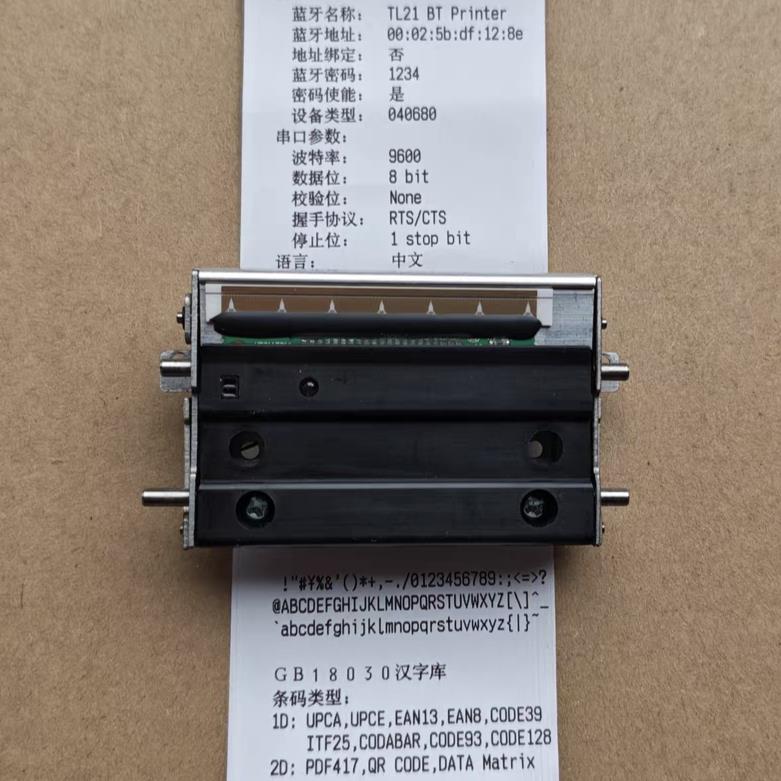 蓝牙名称： TL21 BT Printer
蓝牙地址： 00:02:5b:df:12:8e
地址绑定： 否
蓝牙密码： 1234
密码使能： 是
设备类型： 040680
串口参数：
波特率： 9600
数据位： 8 bit
校验位： None
握手协议： RTS/CTS
停止位： 1 stop bit
语言： 中文
!"#¥%&'()*+,-./0123456789:;<=>?
@ABCDEFGHIJKLMNOPQRSTUVWXYZ[\]^_
`abcdefghijklmnopqrstuvwxyz{|}~
GB18030汉字库
条码类型：
1D: UPCA,UPCE,EAN13,EAN8,CODE39
ITF25,CODABAR,CODE93,CODE128
2D: PDF417,QR CODE,DATA Matrix